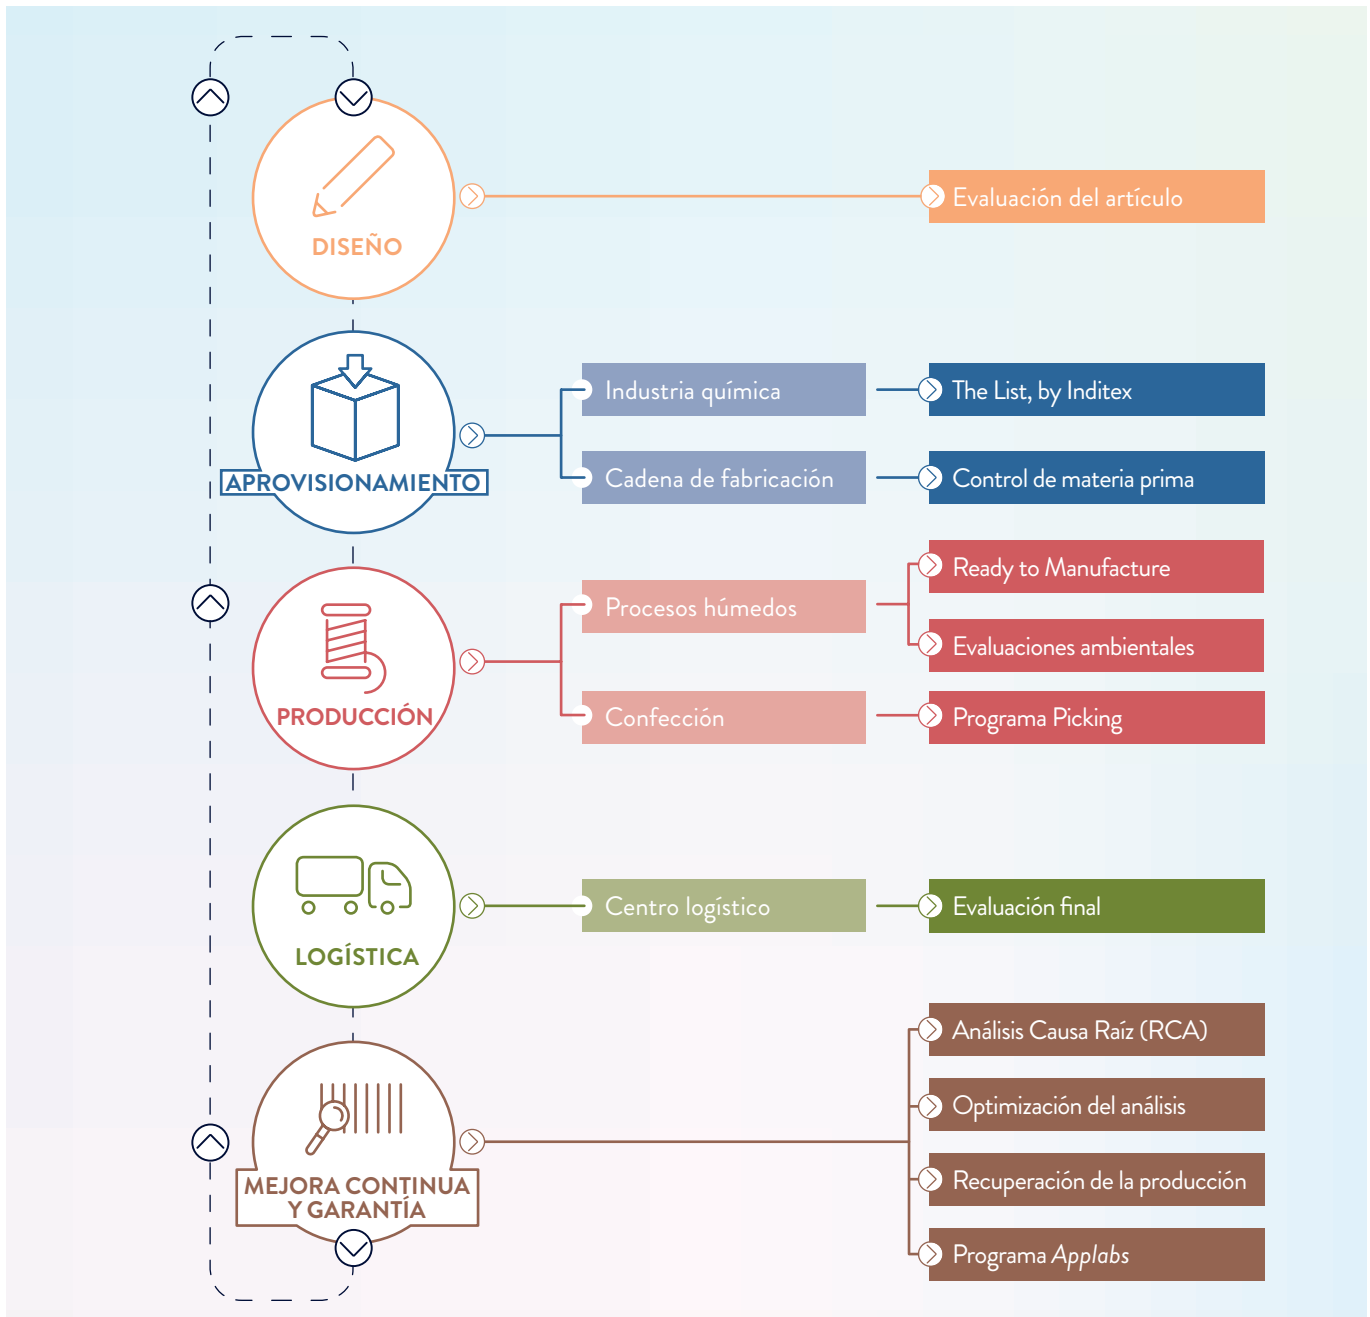 DISEÑO
Evaluación del artículo
APROVISIONAMIENTO
Industria química
The List, by Inditex
Cadena de fabricación
Control de materia prima
PRODUCCIÓN
Procesos húmedos
Ready to Manufacture
Evaluaciones ambientales
Confección
Programa Picking
LOGÍSTICA
Centro logístico
Evaluación final
MEJORA CONTINUA
Y GARANTÍA
Análisis Causa Raíz (RCA)
Optimización del análisis
Recuperación de la producción
Programa Applabs